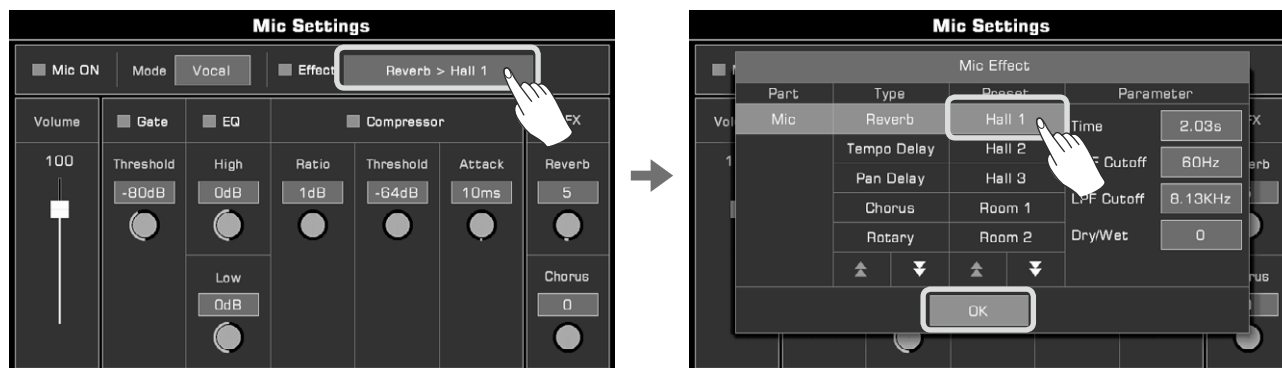 Mic Settings
Mic ON Mode Vocal Effect Reverb > Hall 1
Volume Gate EQ Compressor FX
100 Threshold High Ratio Threshold Attack Reverb
-80dB 0dB 1dB -64dB 10ms 5
Low Chorus
0dB 0
Mic Settings
Mic Effect
Part Type Preset Parameter
Mic Reverb Hall 1 Time 2.03s
Tempo Delay Hall 2 Cutoff 60Hz
Pan Delay Hall 3 LPF Cutoff 8.13KHz
Chorus Room 1
Rotary Room 2 Dry/Wet 0
OK